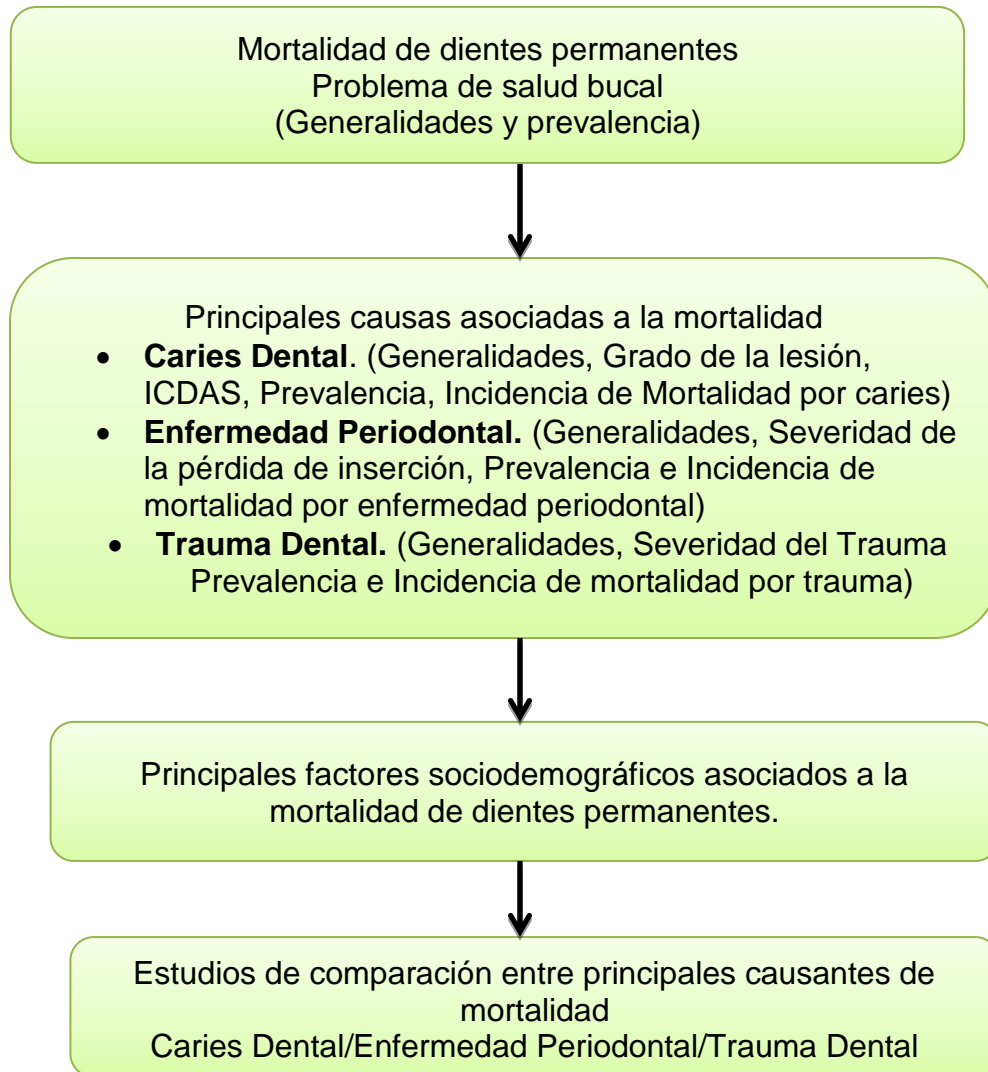 Mortalidad de dientes permanentes
Problema de salud bucal
(Generalidades y prevalencia)
Principales causas asociadas a la mortalidad
• Caries Dental. (Generalidades, Grado de la lesión,
ICDAS, Prevalencia, Incidencia de Mortalidad por caries)
• Enfermedad Periodontal. (Generalidades, Severidad de
la pérdida de inserción, Prevalencia e Incidencia de
mortalidad por enfermedad periodontal)
• Trauma Dental. (Generalidades, Severidad del Trauma
Prevalencia e Incidencia de mortalidad por trauma)
Principales factores sociodemográficos asociados a la
mortalidad de dientes permanentes.
Estudios de comparación entre principales causantes de
mortalidad
Caries Dental/Enfermedad Periodontal/Trauma Dental